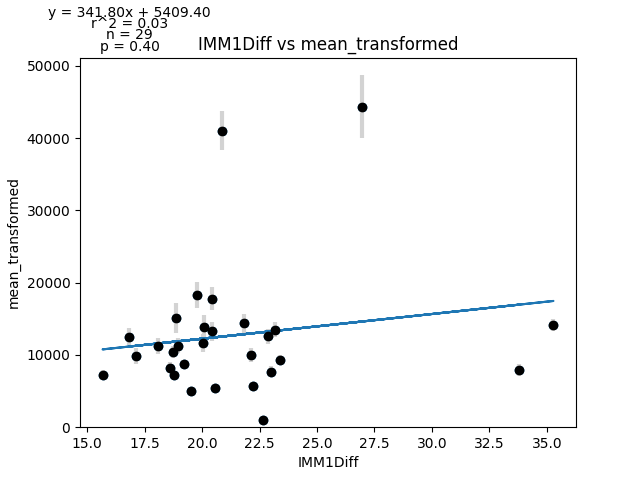 y = 341.80x + 5409.40
r^2 = 0.03
n = 29
p = 0.40
IMM1Diff vs mean_transformed
50000
40000
30000
20000
10000
0
mean_transformed
15.0 17.5 20.0 22.5 25.0 27.5 30.0 32.5 35.0
IMM1Diff